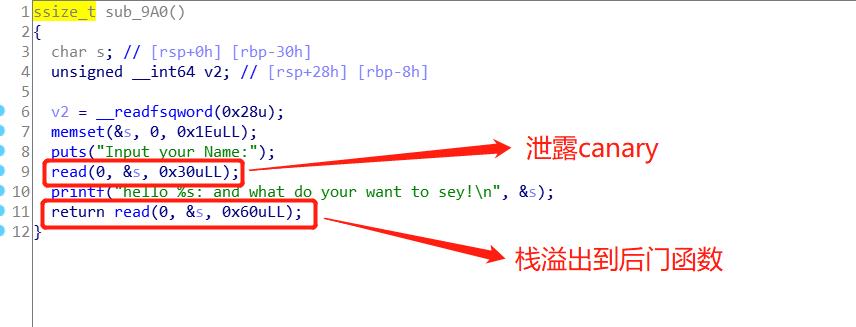 1 ssize_t sub_9A0()
2 {
3 char s; // [rsp+0h] [rbp-30h]
4 unsigned __int64 v2; // [rsp+28h] [rbp-8h]
5
6 v2 = __readfsqword(0x28u);
7 memset(&s, 0, 0x1EuLL);
8 puts("Input your Name:");
9 read(0, &s, 0x30uLL);
泄露canary
10 printf("hello %s: and what do your want to sey!\n", &s);
11 return read(0, &s, 0x60uLL);
栈溢出到后门函数
12 }